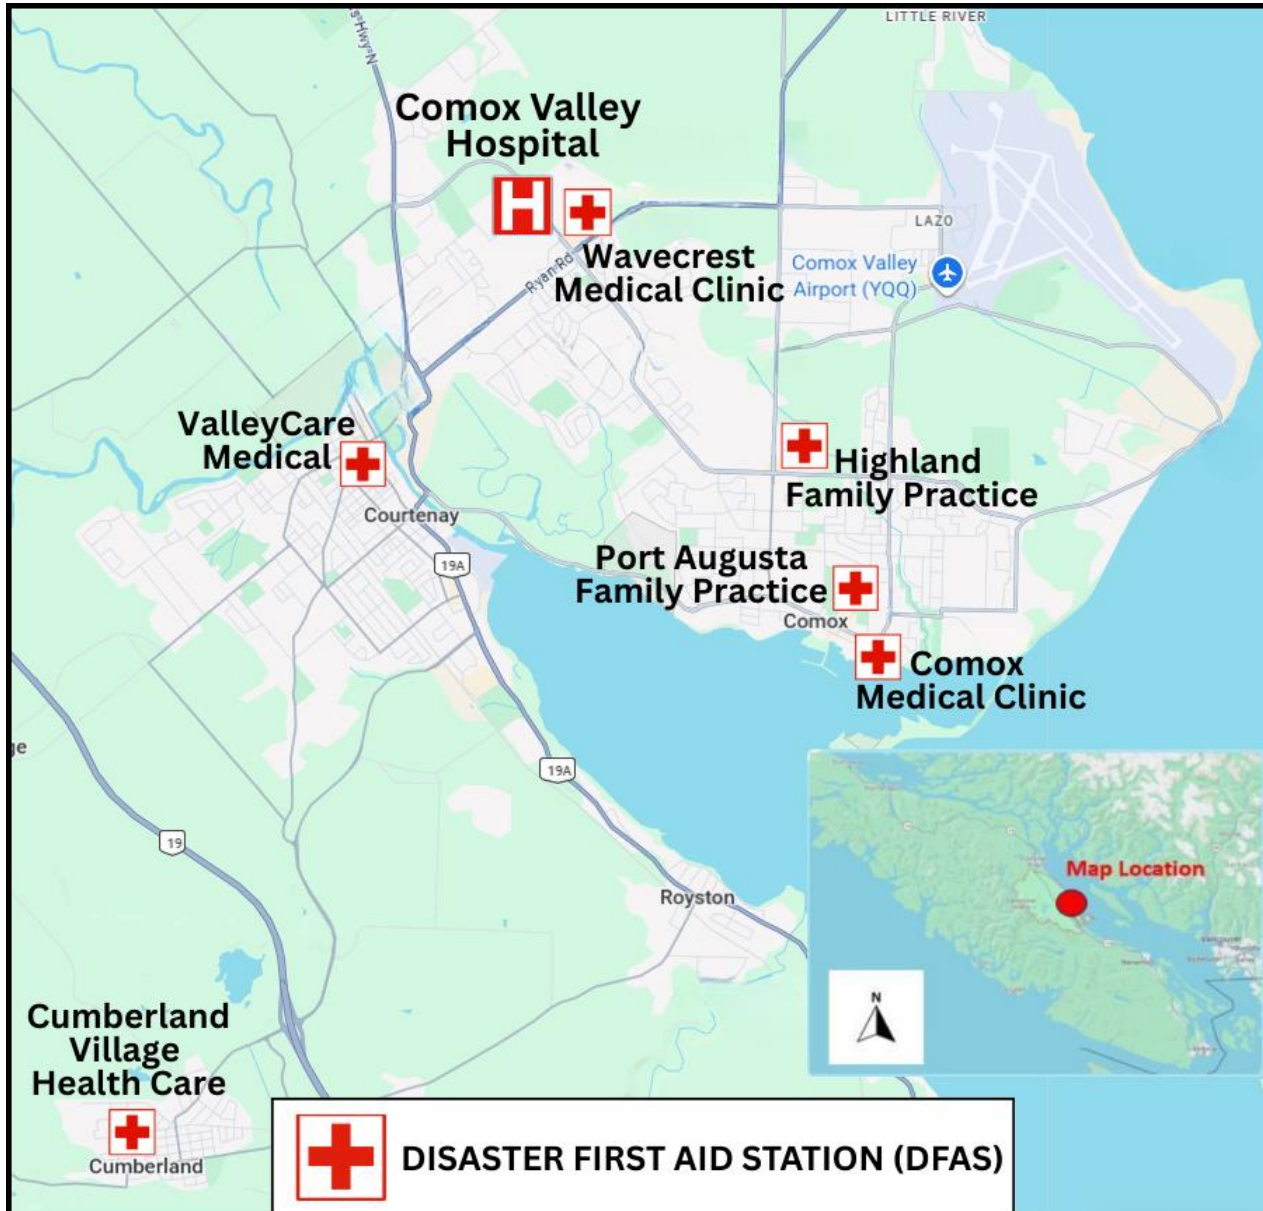 LITTLE RIVER
s Hwy N
Comox Valley
Hospital
H
LAZO
Wavecrest
Medical Clinic
Ryan Rd
Comox Valley
Airport (YQQ)
ValleyCare
Medical
Courtenay
Highland
Family Practice
19A
Port Augusta
Family Practice
Comox
Comox
Medical Clinic
ge
19A
19
Royston
Map Location
N
Cumberland
Village
Health Care
Cumberland
DISASTER FIRST AID STATION (DFAS)